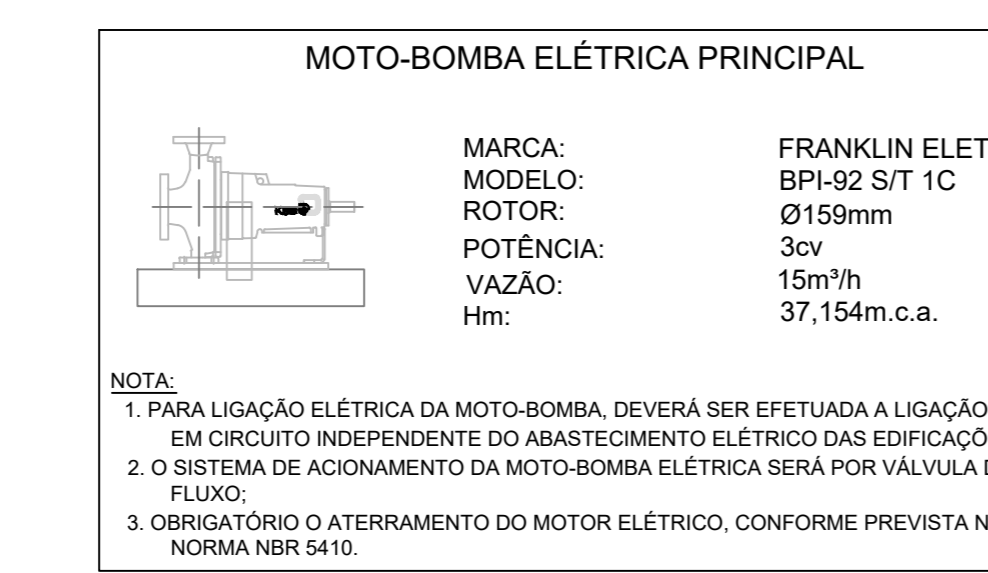 MOTO-BOMBA ELÉTRICA PRINCIPAL
MARCA: FRANKLIN ELET
MODELO: BPI-92 S/T 1C
ROTOR: Ø159mm
POTÊNCIA: 3cv
VAZÃO: 15m³/h
Hm: 37,154m.c.a.
NOTA:
1. PARA LIGAÇÃO ELÉTRICA DA MOTO-BOMBA, DEVERÁ SER EFETUADA A LIGAÇÃO
EM CIRCUITO INDEPENDENTE DO ABASTECIMENTO ELÉTRICO DAS EDIFICAÇÕ
2. O SISTEMA DE ACIONAMENTO DA MOTO-BOMBA ELÉTRICA SERÁ POR VÁLVULA D
FLUXO;
3. OBRIGATÓRIO O ATERRAMENTO DO MOTOR ELÉTRICO, CONFORME PREVISTA N
NORMA NBR 5410.